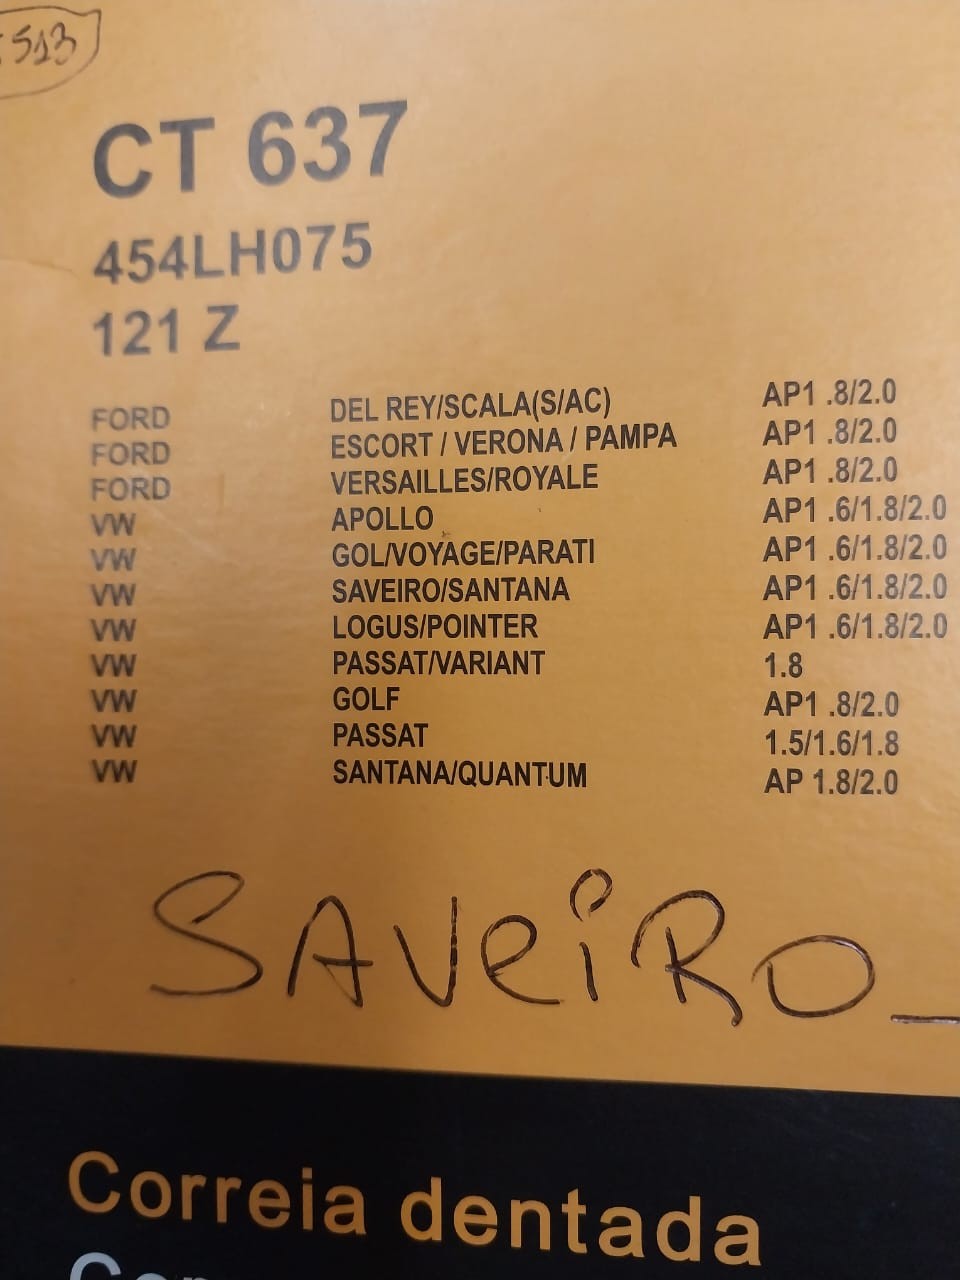 513
CT 637
454LH075
121 Z
FORD DEL REY/SCALA(S/AC) AP1 .8/2.0
FORD ESCORT / VERONA / PAMPA AP1 .8/2.0
FORD VERSAILLES/ROYALE AP1 .8/2.0
VW APOLLO AP1 .6/1.8/2.0
VW GOL/VOYAGE/PARATI AP1 .6/1.8/2.0
VW SAVEIRO/SANTANA AP1 .6/1.8/2.0
VW LOGUS/POINTER AP1 .6/1.8/2.0
VW PASSAT/VARIANT 1.8
VW GOLF AP1 .8/2.0
VW PASSAT 1.5/1.6/1.8
VW SANTANA/QUANTUM AP 1.8/2.0
SAVeiRO_
Correia dentada